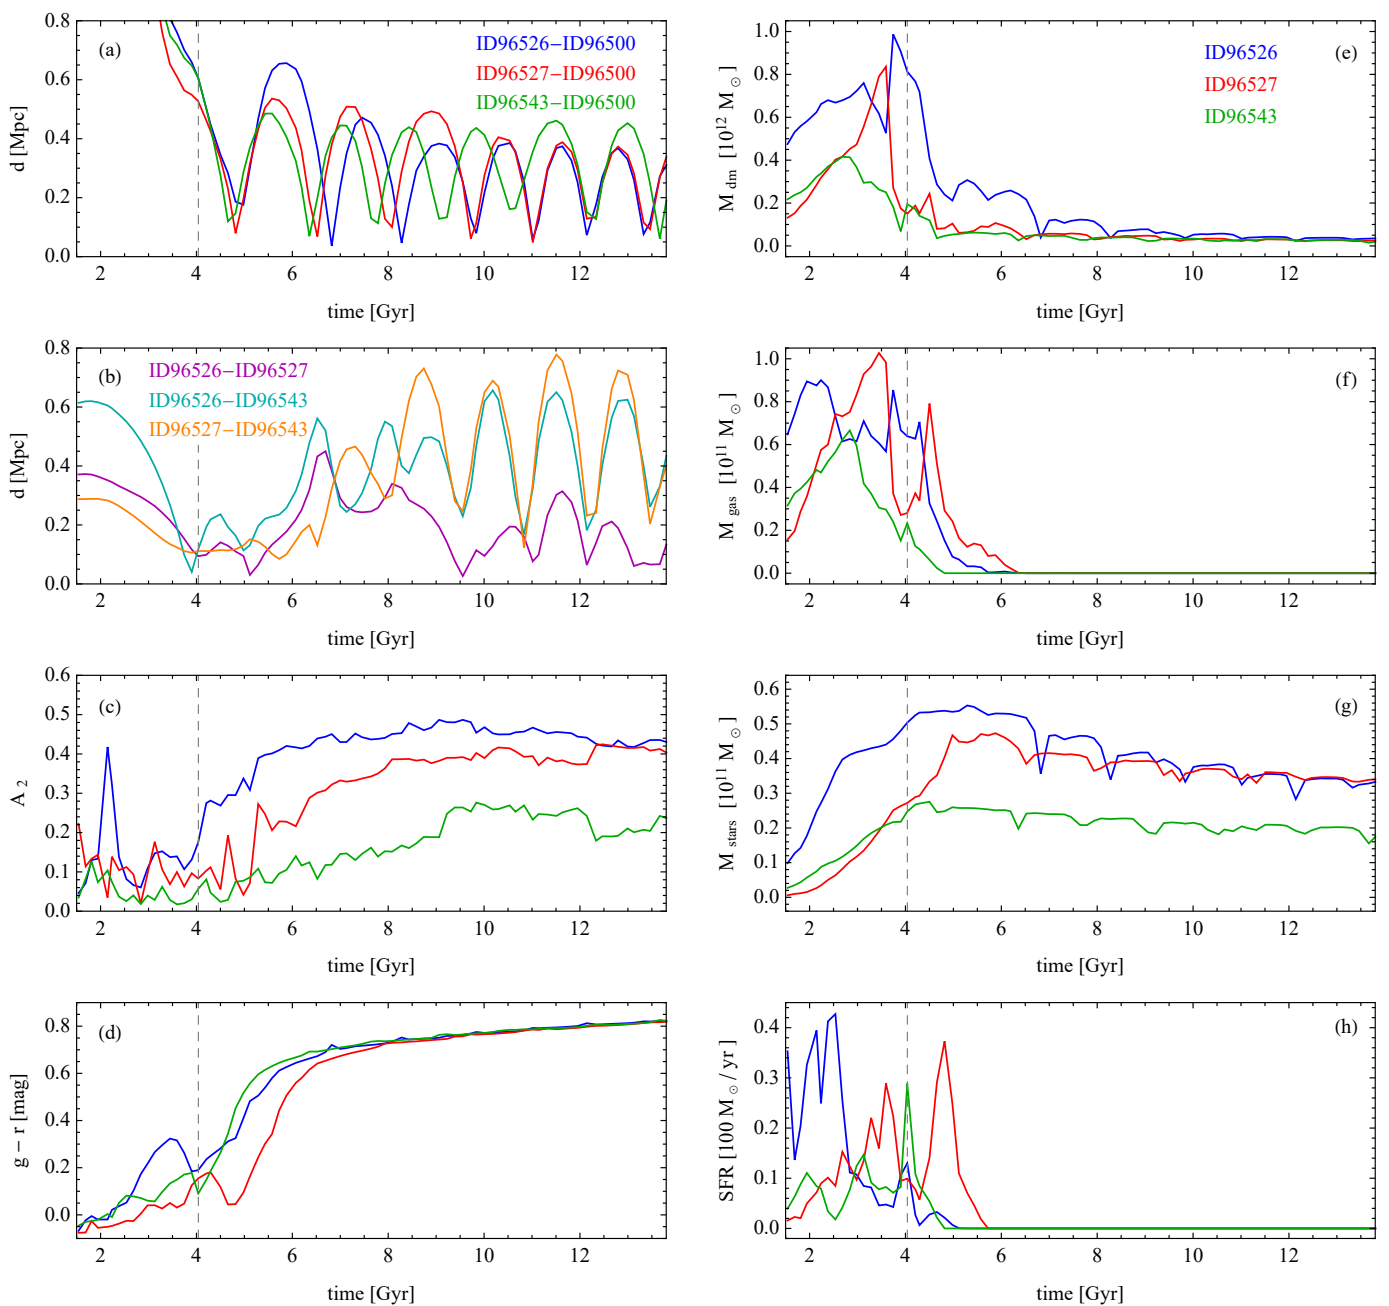 (a)
ID96526−ID96500
ID96527−ID96500
ID96543−ID96500
d [Mpc]
0.8
0.6
0.4
0.2
0.0
2 4 6 8 10 12
time [Gyr]
(e)
ID96526
ID96527
ID96543
M dm [10^12 M ⊙]
1.0
0.8
0.6
0.4
0.2
0.0
2 4 6 8 10 12
time [Gyr]
(b)
ID96526−ID96527
ID96526−ID96543
ID96527−ID96543
d [Mpc]
0.8
0.6
0.4
0.2
0.0
2 4 6 8 10 12
time [Gyr]
(f)
M gas [10^11 M ⊙]
1.0
0.8
0.6
0.4
0.2
0.0
2 4 6 8 10 12
time [Gyr]
(c)
A 2
0.6
0.5
0.4
0.3
0.2
0.1
0.0
2 4 6 8 10 12
time [Gyr]
(g)
M stars [10^11 M ⊙]
0.6
0.5
0.4
0.3
0.2
0.1
0.0
2 4 6 8 10 12
time [Gyr]
(d)
g − r [mag]
0.8
0.6
0.4
0.2
0.0
2 4 6 8 10 12
time [Gyr]
(h)
SFR [100 M ⊙ / yr]
0.4
0.3
0.2
0.1
0.0
2 4 6 8 10 12
time [Gyr]